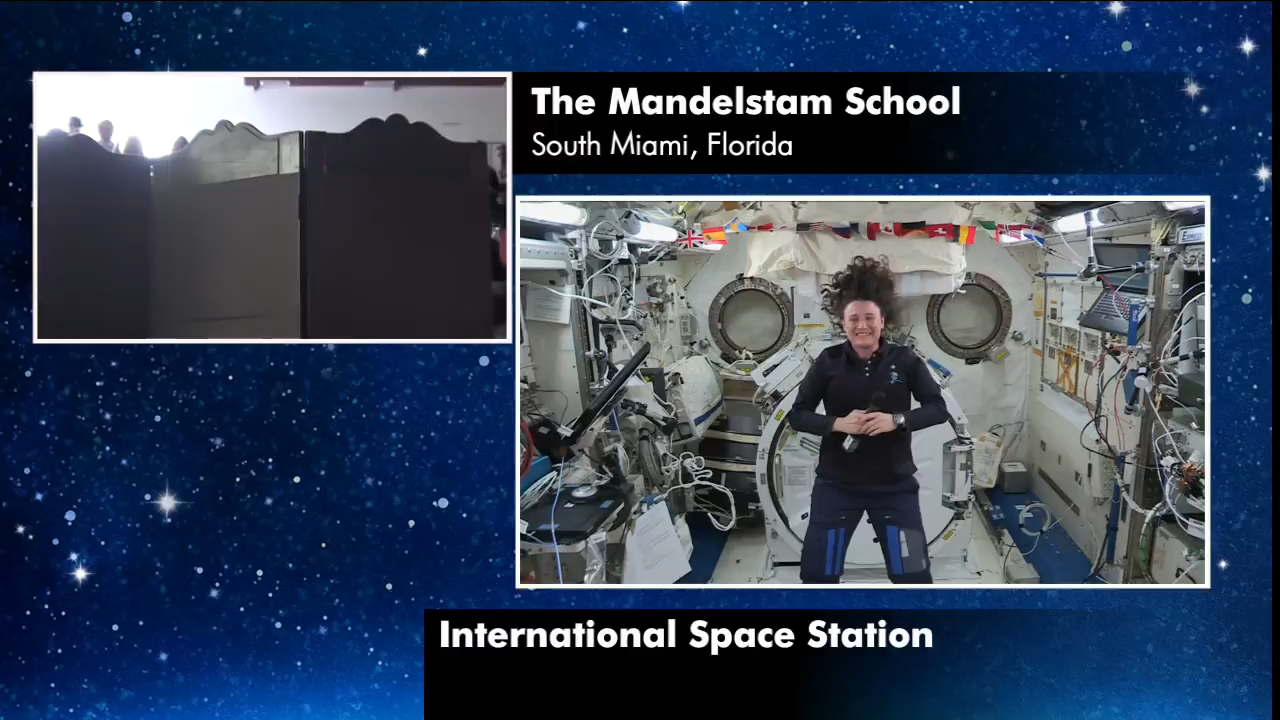 The Mandelstam School
South Miami, Florida
International Space Station